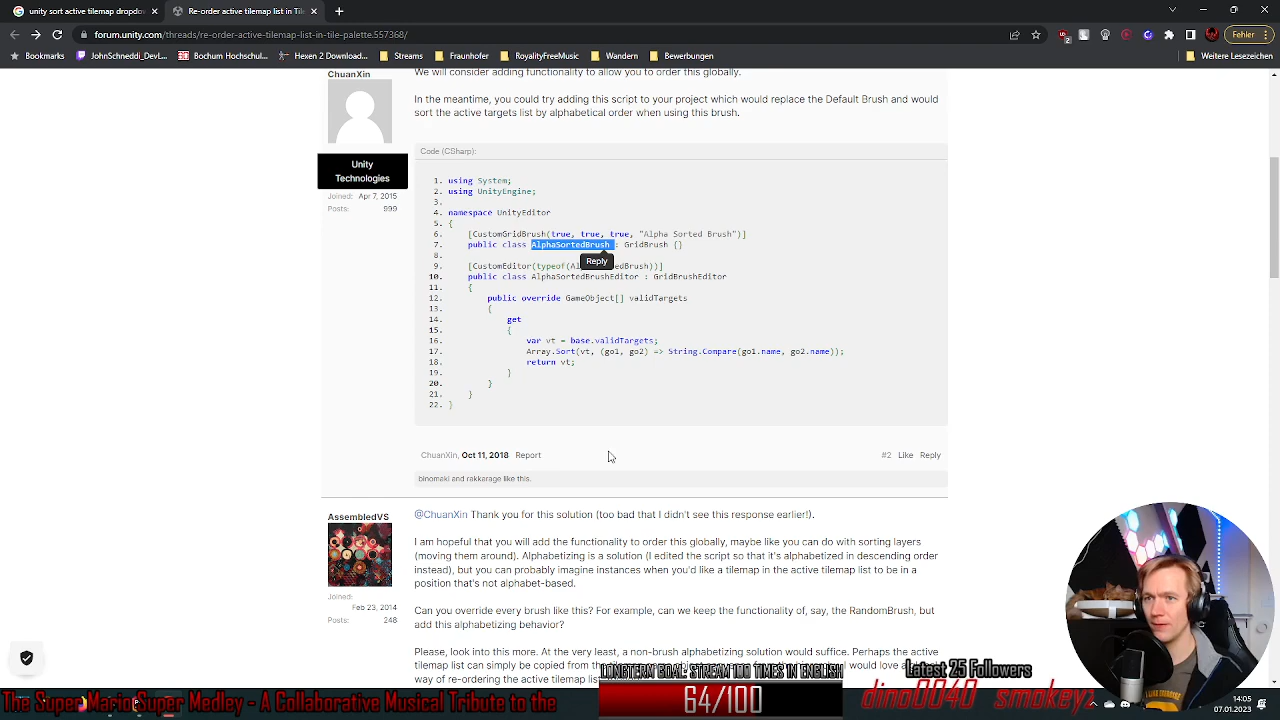 unity sort order tilemap dropdo
Active tilemap list order Tilemap
forum.unity.com/threads/active-tilemap-list-order.557368/
Fehler
Bookmarks
JohnSchreddin_Devl...
Bochum Hochschul...
Hexen 2 Download...
Streams
Fraunhofer
RoyaltyFreeMusic
Wandern
Bewerbungen
Weitere Lesezeichen
ChuanXin
Unity
Technologies
Joined: Apr 7, 2015
Posts: 999
We will consider adding functionality to allow you to order this globally.
In the meantime, you could try adding this script to your project which would replace the Default Brush and would
sort the active targets list by alphabetical order when using this brush.
Code (CSharp):
1. using System;
2. using UnityEngine;
3.
4. namespace UnityEditor
5. {
6. [CustomGridBrush(true, true, true, "Alpha Sorted Brush")]
7. public class AlphaSortedBrush : GridBrush {}
8.
9. [CustomEditor(typeof(Al edBrush))]
Reply
10. public class AlphaSortedBrushEditor : GridBrushEditor
11. {
12. public override GameObject[] validTargets
13. {
14. get
15. {
16. var vt = base.validTargets;
17. Array.Sort(vt, (go1, go2) => String.Compare(go1.name, go2.name));
18. return vt;
19. }
20. }
21. }
22. }
ChuanXin, Oct 11, 2018 Report
#2 Like Reply
binomaki and rakkarage like this.
AssembledVS
Joined:
Feb 23, 2014
Posts: 248
@ChuanXin Thank you for this solution (too bad that I didn't see this response earlier!).
I am hopeful that you will add the functionality to order this globally, maybe like you can do with sorting layers
(moving them around). Alphabetizing is a solution (I edited the script so that it's alphabetized in descending order
instead), but you can probably imagine instances when you'd like a tilemap in the active tilemap list to be in a
position that's not alphabet-based.
Can you override every brush like this? For example, can we keep the functionality of, say, the RandomBrush, but
add this alphabetizing behavior?
Please, look into this more. At the very least, a non-brush alphabetizing solution would suffice. Perhaps the active
tilemap list can simply be copied from the would love a
way of re-ordering the active tilemap lis
LONGTERM GOAL: STREAM 100 TIMES IN ENGLISH
64/100
Latest 25 Followers
dino0040 smokey
The Super Mario Super Medley - A Collaborative Musical Tribute to the
14:05
07.01.2023